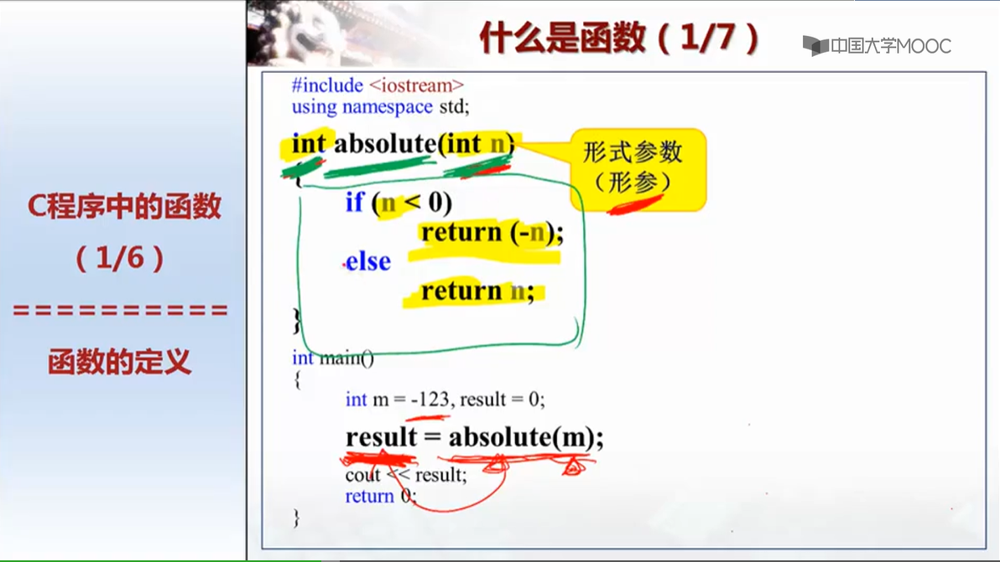 什么是函数（1/7）
中国大学MOOC
C程序中的函数
（1/6）
==========
函数的定义
#include <iostream>
using namespace std;
int absolute(int n)
{
if (n < 0)
return (-n);
else
return n;
}
形式参数
（形参）
int main()
{
int m = -123, result = 0;
result = absolute(m);
cout << result;
return 0;
}